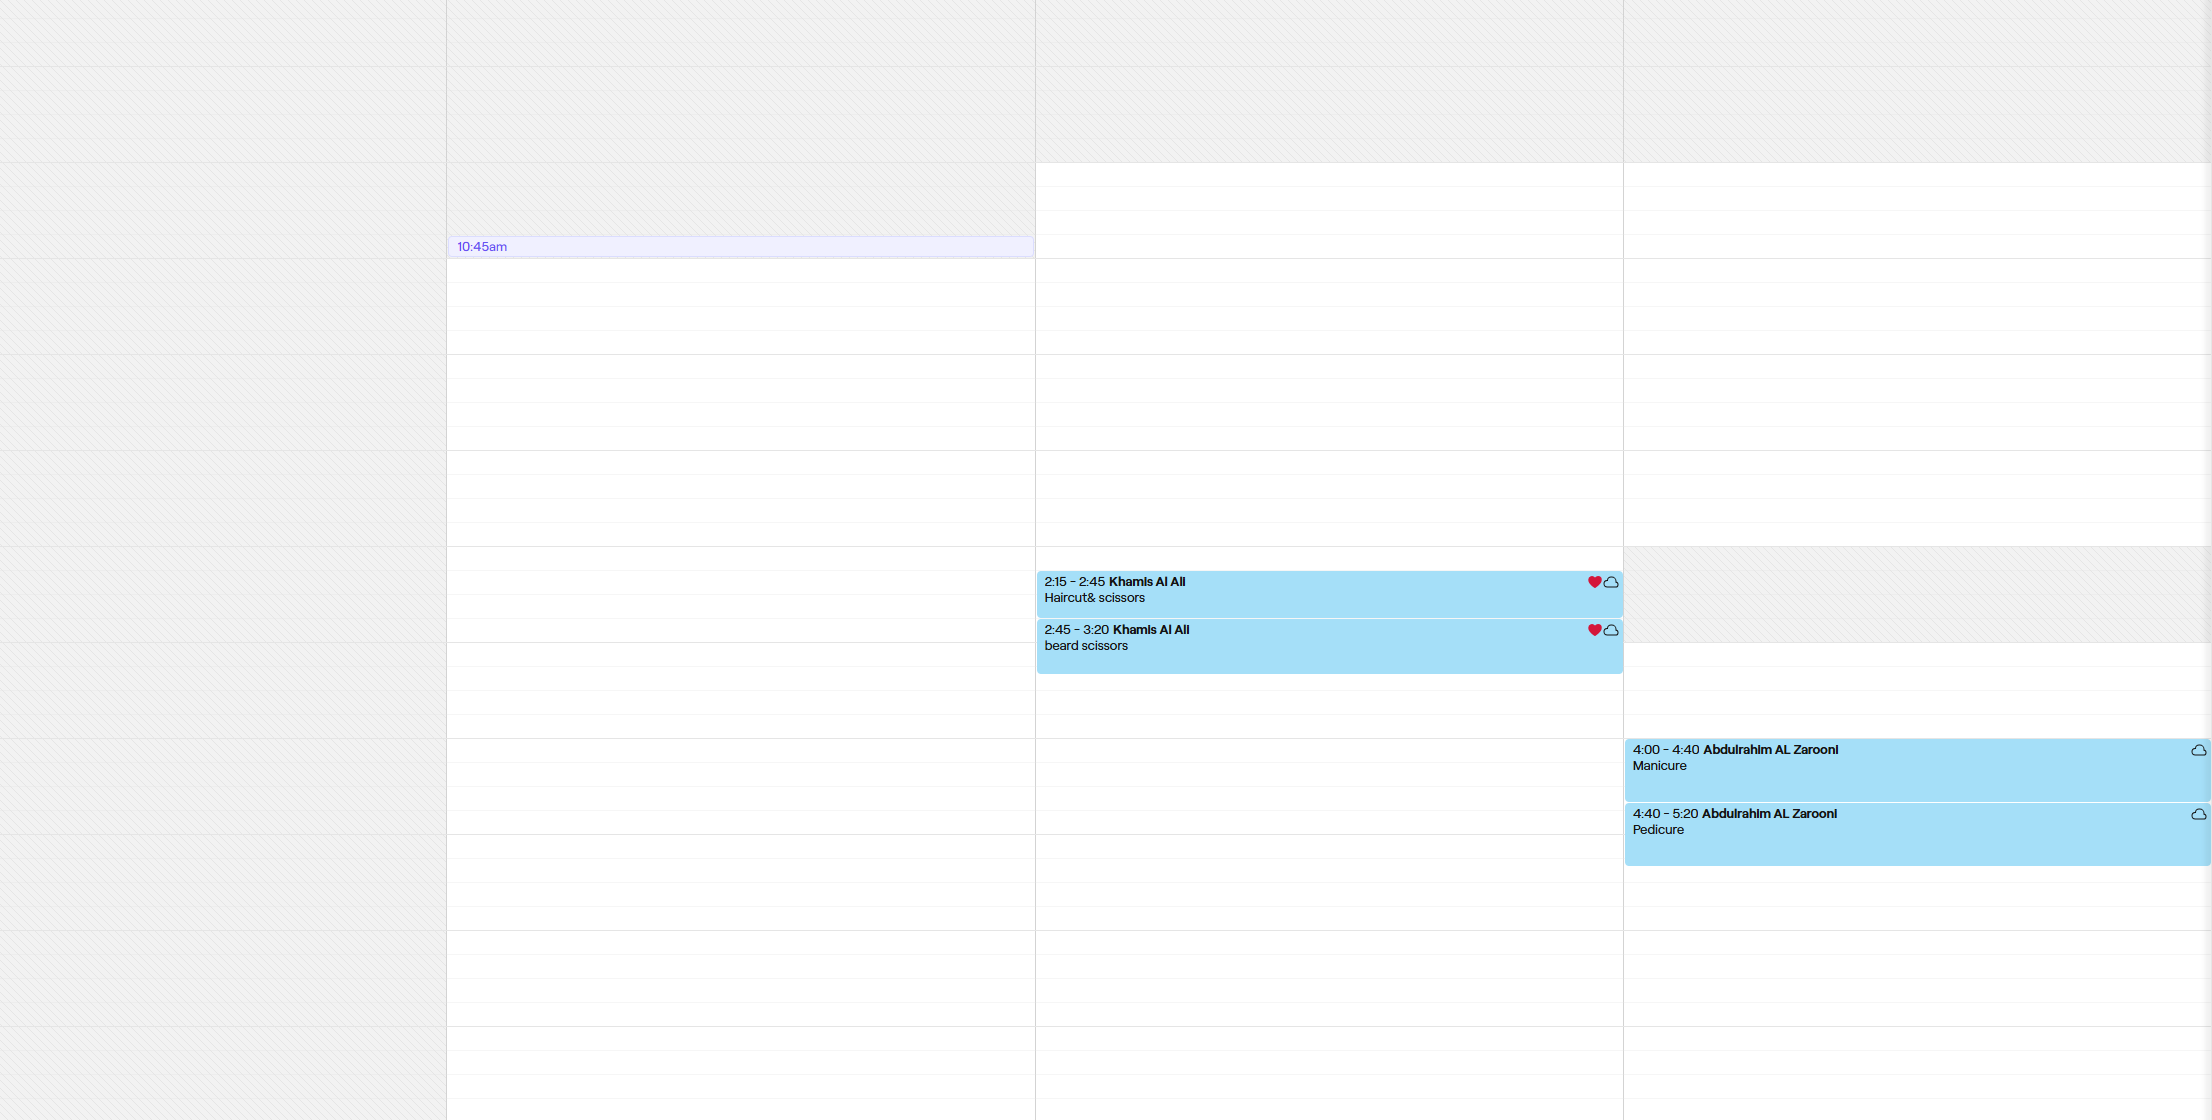 10:45am
2:15 - 2:45 Khamis Al Ali
Haircut& scissors
2:45 - 3:20 Khamis Al Ali
beard scissors
4:00 - 4:40 Abdulrahim AL Zarooni
Manicure
4:40 - 5:20 Abdulrahim AL Zarooni
Pedicure